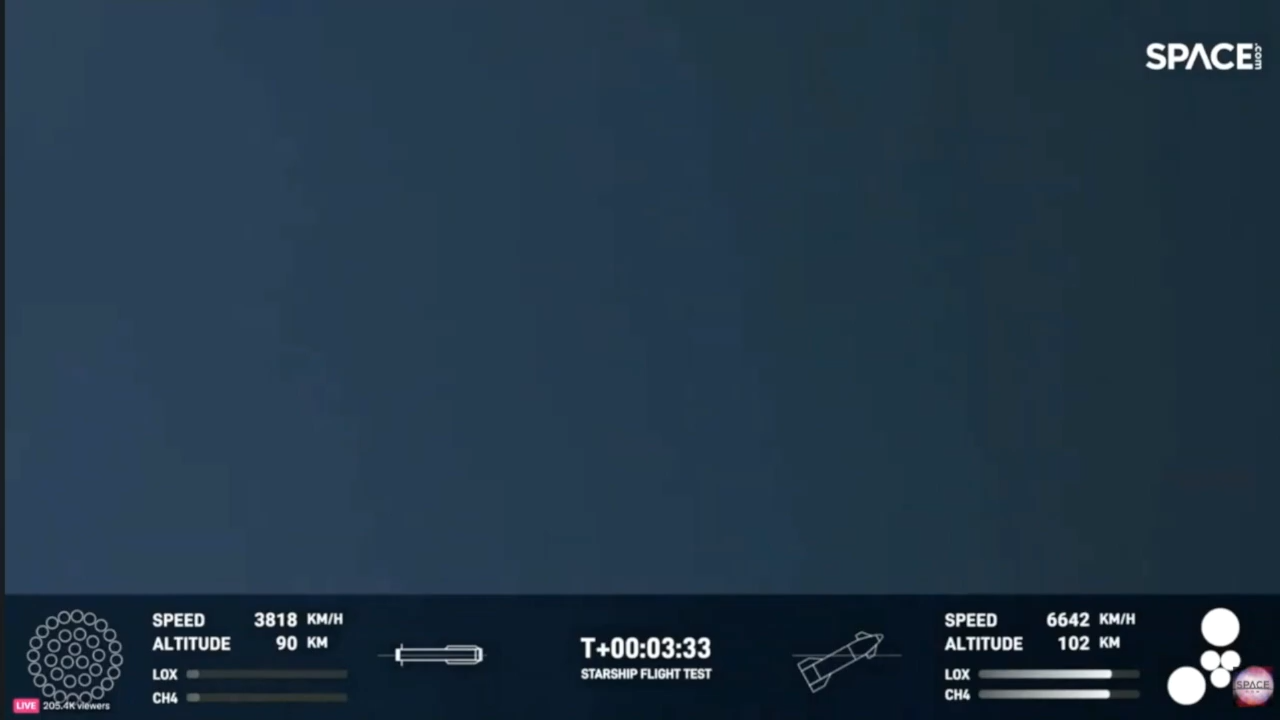 SPACE.com
SPEED 3818 KM/H
ALTITUDE 90 KM
LOX
CH4
LIVE 205.4K viewers
T+00:03:33
STARSHIP FLIGHT TEST
SPEED 6642 KM/H
ALTITUDE 102 KM
LOX
CH4
SPACE